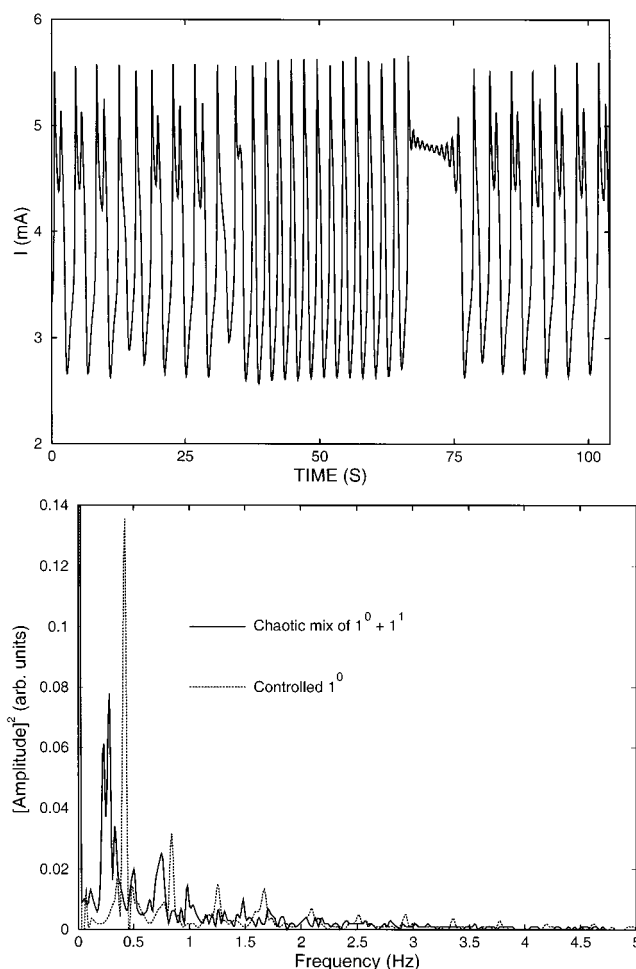 6
5
4
3
2
I (mA)
0 25 50 75 100
TIME (S)
0.14
0.12
0.1
0.08
0.06
0.04
0.02
0
[Amplitude]² (arb. units)
Chaotic mix of 1⁰ + 1¹
Controlled 1⁰
0 0.5 1 1.5 2 2.5 3 3.5 4 4.5 5
Frequency (Hz)